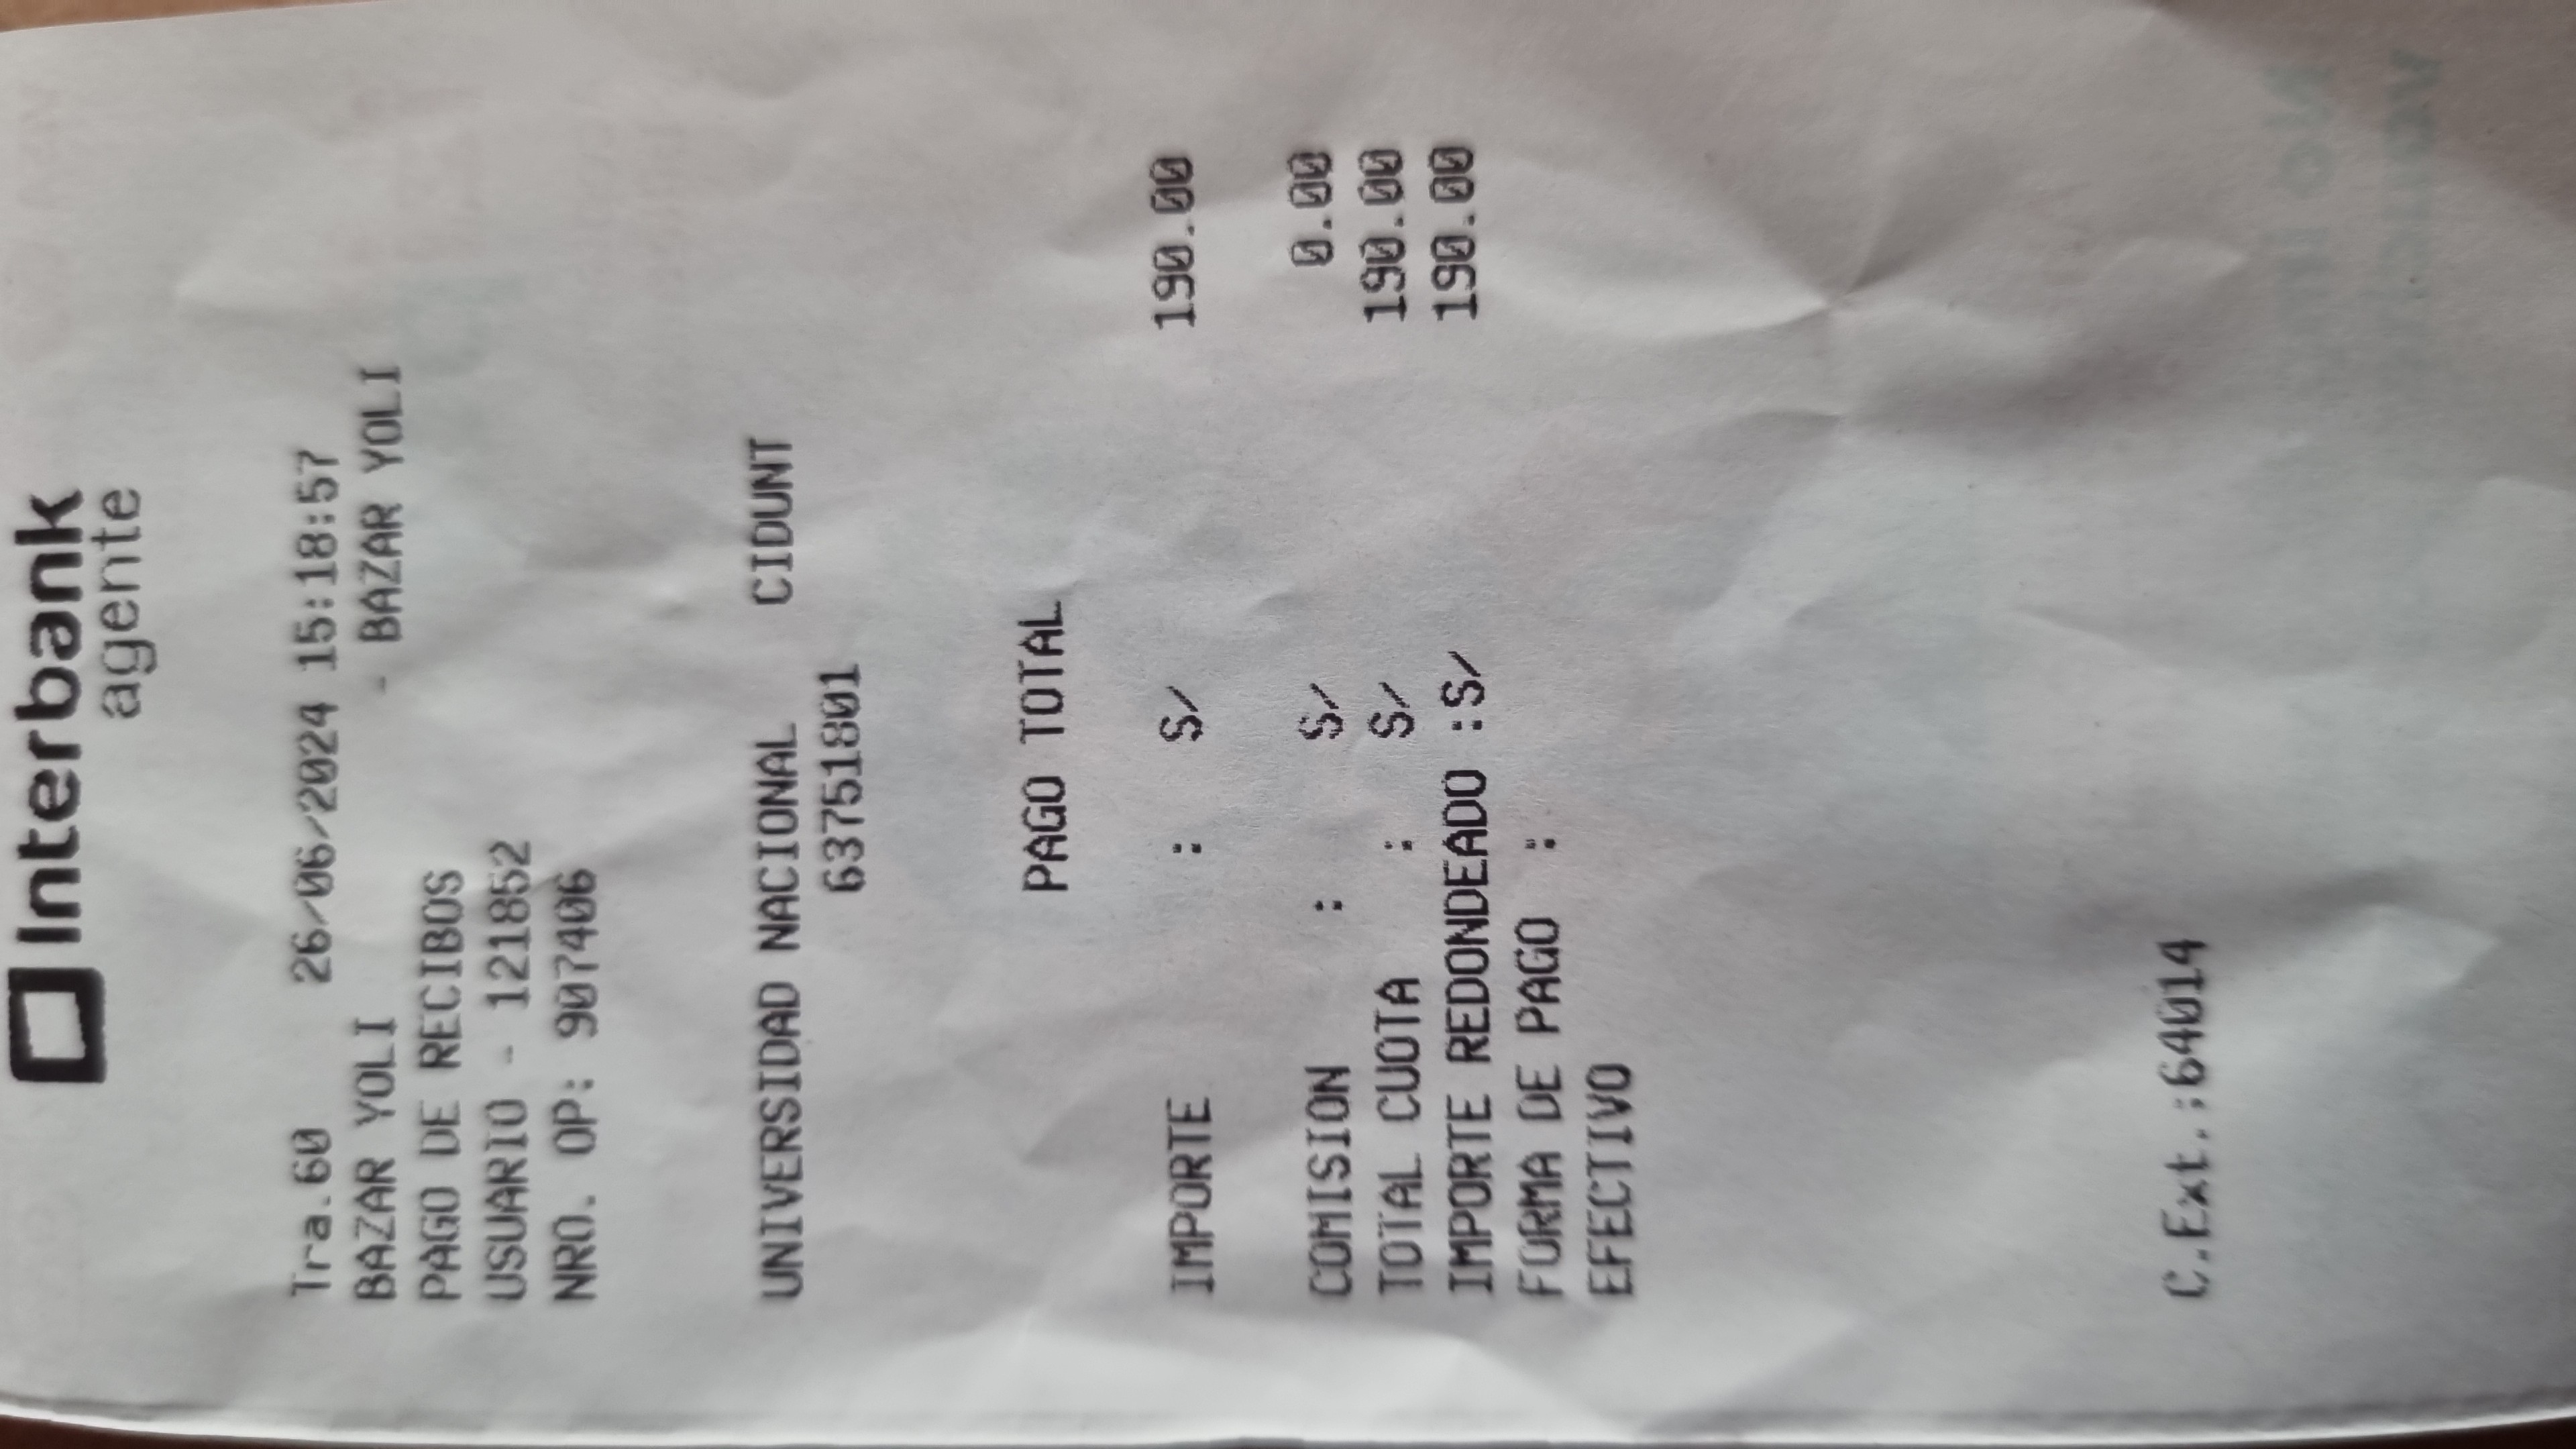 Interbank
agente
Tra.60 26/06/2024 15:18:57
BAZAR YOLI - BAZAR YOLI
PAGO DE RECIBOS
USUARIO - 121852
NRO. OP: 907406
UNIVERSIDAD NACIONAL CIDUNT
637518801
PAGO TOTAL
IMPORTE : S/ 190.00
COMISION : S/ 0.00
TOTAL CUOTA : S/ 190.00
IMPORTE REDONDEADO :S/ 190.00
FORMA DE PAGO :
EFECTIVO
C.Ext.:64014